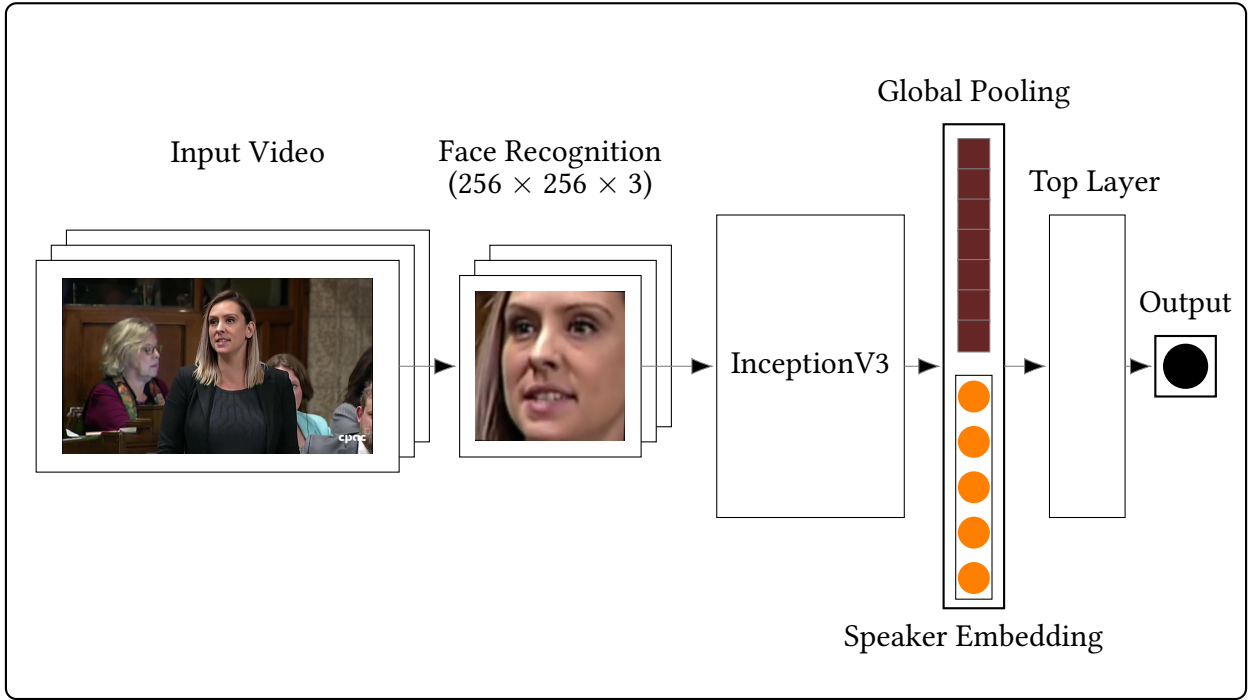 Input Video
Face Recognition
(256 × 256 × 3)
InceptionV3
Global Pooling
Top Layer
Output
Speaker Embedding
cpac